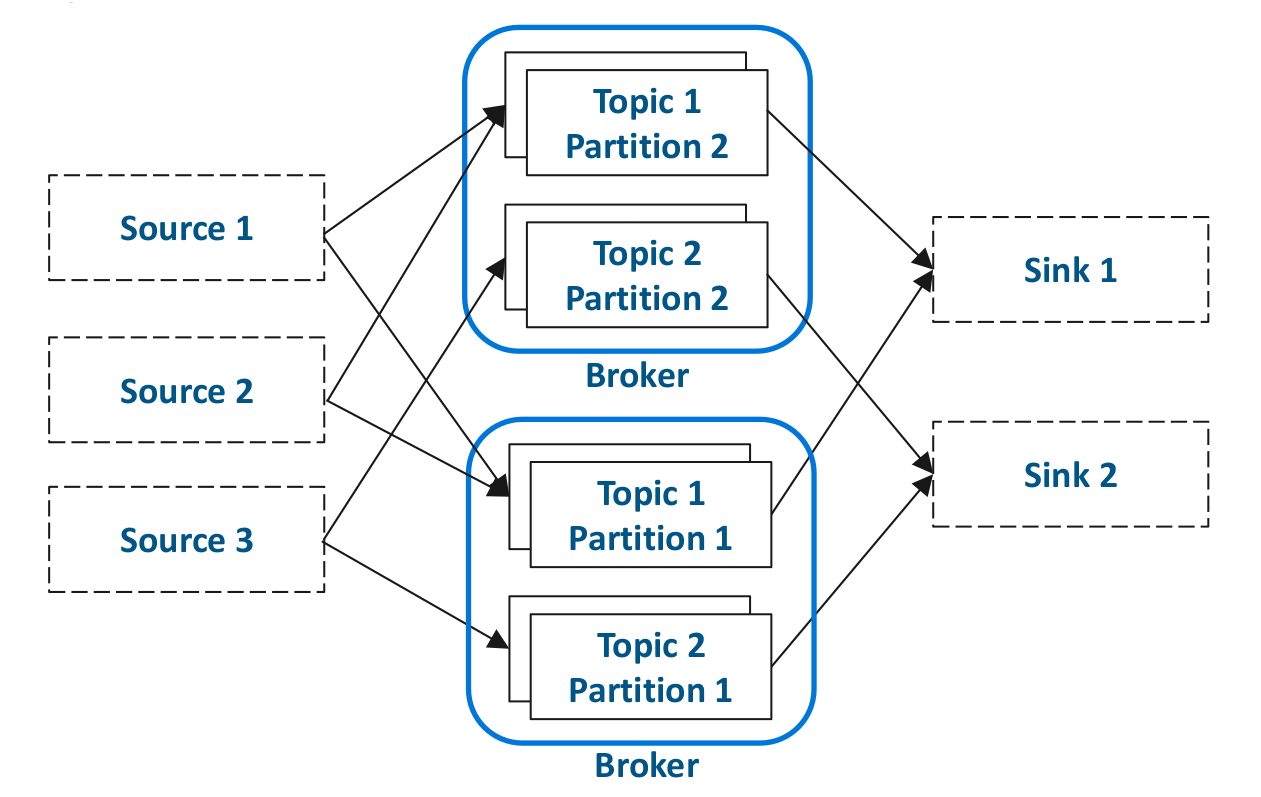 Source 1
Source 2
Source 3
Topic 1
Partition 2
Topic 2
Partition 2
Broker
Topic 1
Partition 1
Topic 2
Partition 1
Broker
Sink 1
Sink 2